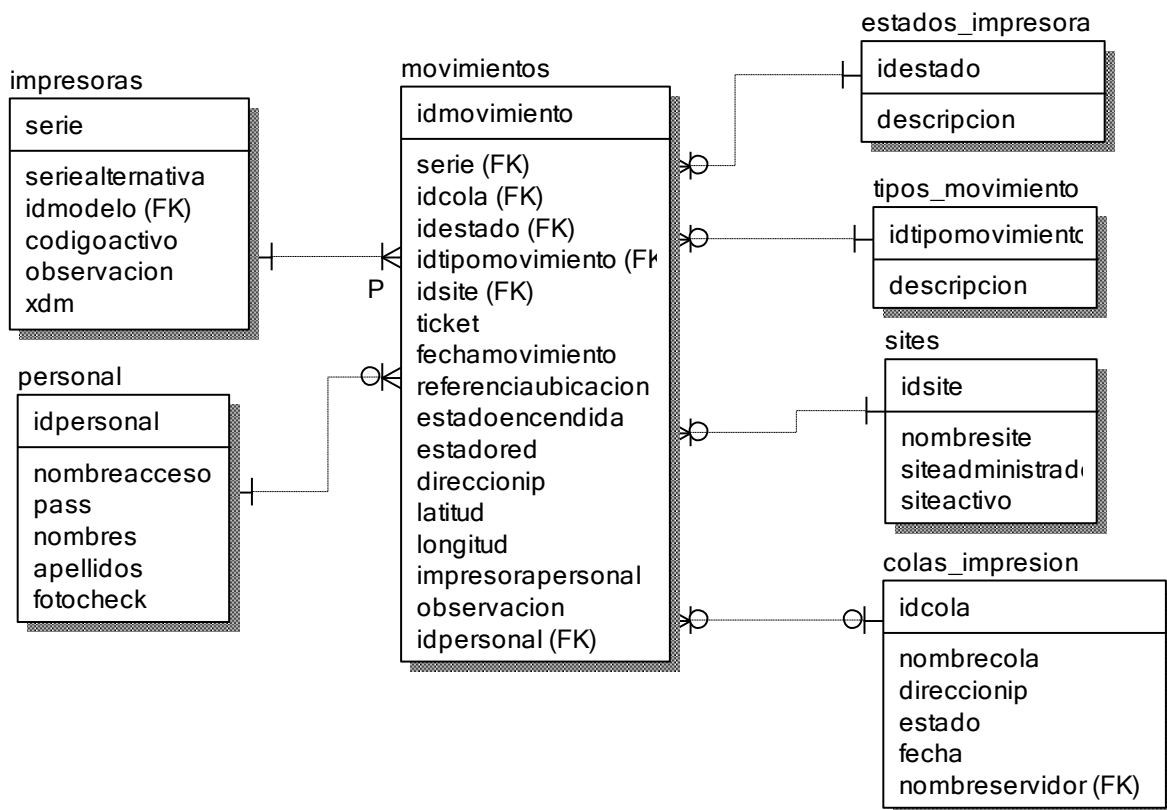 impresoras
serie
seriealternativa
idmodelo (FK)
codigoactivo
observacion
xdm
personal
idpersonal
nombreacceso
pass
nombres
apellidos
fotocheck
P
movimientos
idmovimiento
serie (FK)
idcola (FK)
idestado (FK)
idtipomovimiento (FK
idsite (FK)
ticket
fechamovimiento
referenciaubicacion
estadoencendida
estadored
direccionip
latitud
longitud
impresorapersonal
observacion
idpersonal (FK)
estados_impresora
idestado
descripcion
tipos_movimiento
idtipomovimientc
descripcion
sites
idsite
nombresite
siteadministrad
siteactivo
colas_impresion
idcola
nombrecola
direccionip
estado
fecha
nombreservidor (FK)